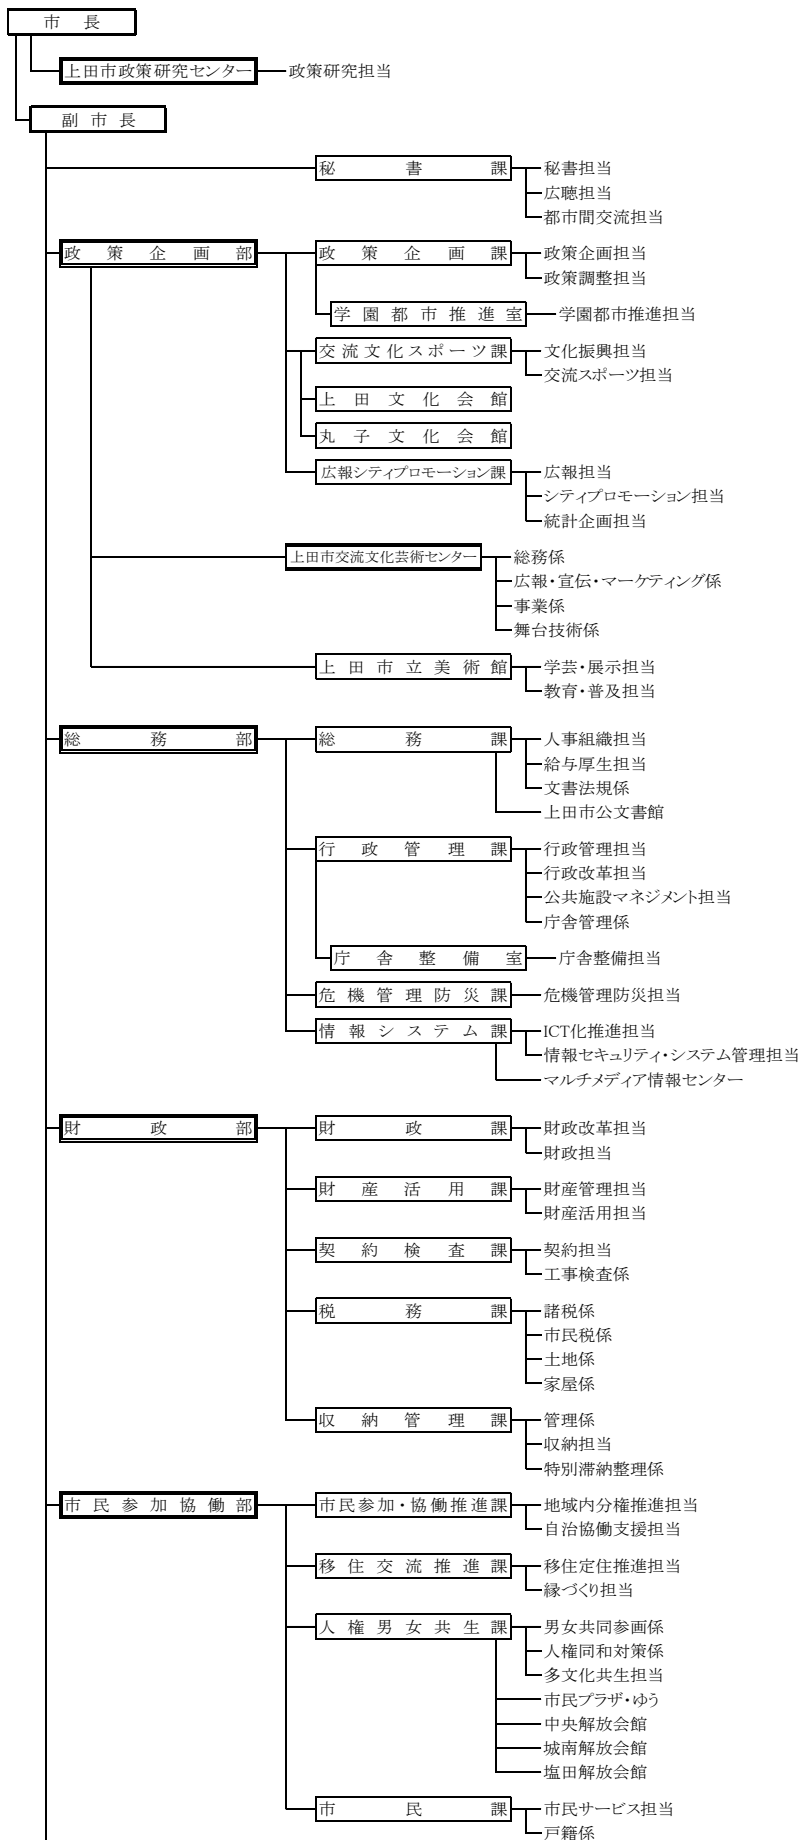 市長
上田市政策研究センター 政策研究担当
副市長
秘書課 秘書担当
広聴担当
都市間交流担当
政策企画部 政策企画課 政策企画担当
政策調整担当
学園都市推進室 学園都市推進担当
交流文化スポーツ課 文化振興担当
交流スポーツ担当
上田文化会館
丸子文化会館
広報シティプロモーション課 広報担当
シティプロモーション担当
統計企画担当
上田市交流文化芸術センター 総務係
広報・宣伝・マーケティング係
事業係
舞台技術係
上田市立美術館 学芸・展示担当
教育・普及担当
総務部 総務課 人事組織担当
給与厚生担当
文書法規係
上田市公文書館
行政管理課 行政管理担当
行政改革担当
公共施設マネジメント担当
庁舎管理係
庁舎整備室 庁舎整備担当
危機管理防災課 危機管理防災担当
情報システム課 ICT化推進担当
情報セキュリティ・システム管理担当
マルチメディア情報センター
財政部 財政課 財政改革担当
財政担当
財産活用課 財産管理担当
財産活用担当
契約検査課 契約担当
工事検査係
税務課 諸税係
市民税係
土地係
家屋係
収納管理課 管理係
収納担当
特別滞納整理係
市民参加協働部 市民参加・協働推進課 地域内分権推進担当
自治協働支援担当
移住交流推進課 移住定住推進担当
縁づくり担当
人権男女共生課 男女共同参画係
人権同和対策係
多文化共生担当
市民プラザ・ゆう
中央解放会館
城南解放会館
塩田解放会館
市民課 市民サービス担当
戸籍係